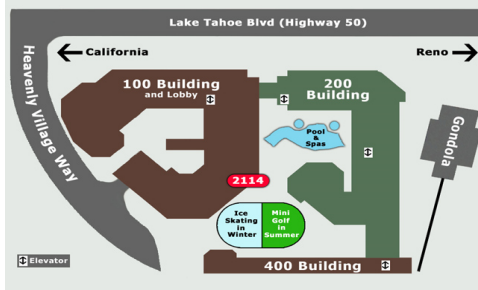 Lake Tahoe Blvd (Highway 50)
California
Reno
Heavenly Village Way
100 Building
and Lobby
200
Building
Gondola
Pool
&
Spas
2114
Ice
Skating
in
Winter
Mini
Golf
in
Summer
Elevator
400 Building